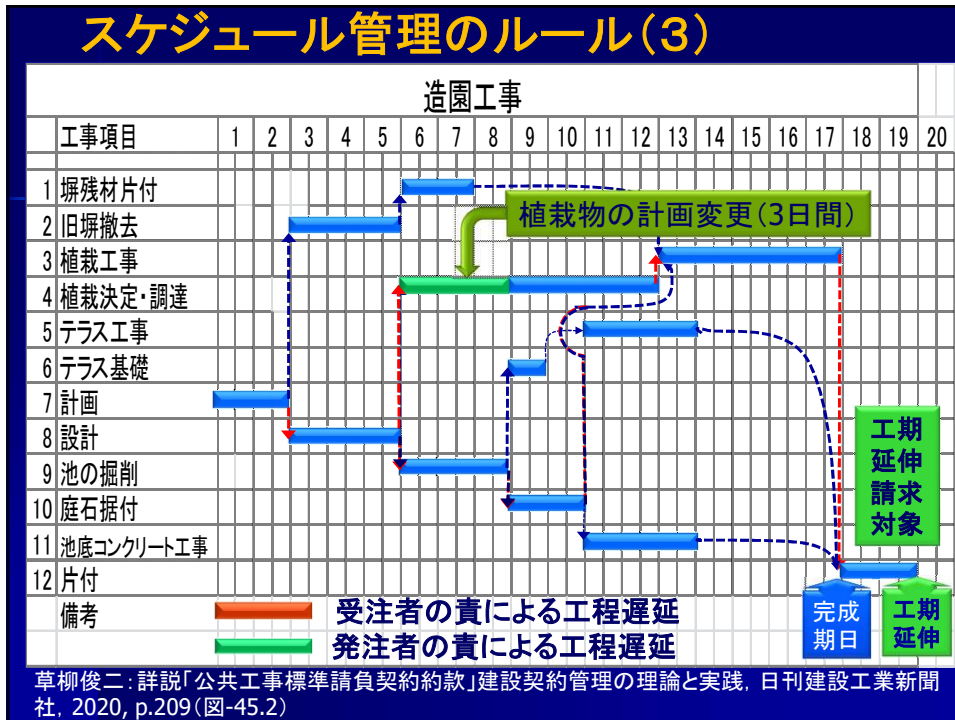 スケジュール管理のルール(3)
造園工事
工事項目 1 2 3 4 5 6 7 8 9 10 11 12 13 14 15 16 17 18 19 20
1 塀残材片付
植栽物の計画変更(3日間)
2 旧塀撤去
3 植栽工事
4 植栽決定・調達
5 テラス工事
6 テラス基礎
7 計画
8 設計
9 池の掘削
10 庭石据付
11 池底コンクリート工事
12 片付
工期
延伸
請求
対象
備考
受注者の責による工程遅延
発注者の責による工程遅延
完成
期日
工期
延伸
草柳俊二:詳説「公共工事標準請負契約約款」建設契約管理の理論と実践,日刊建設工業新聞
社,2020, p.209(図-45.2)